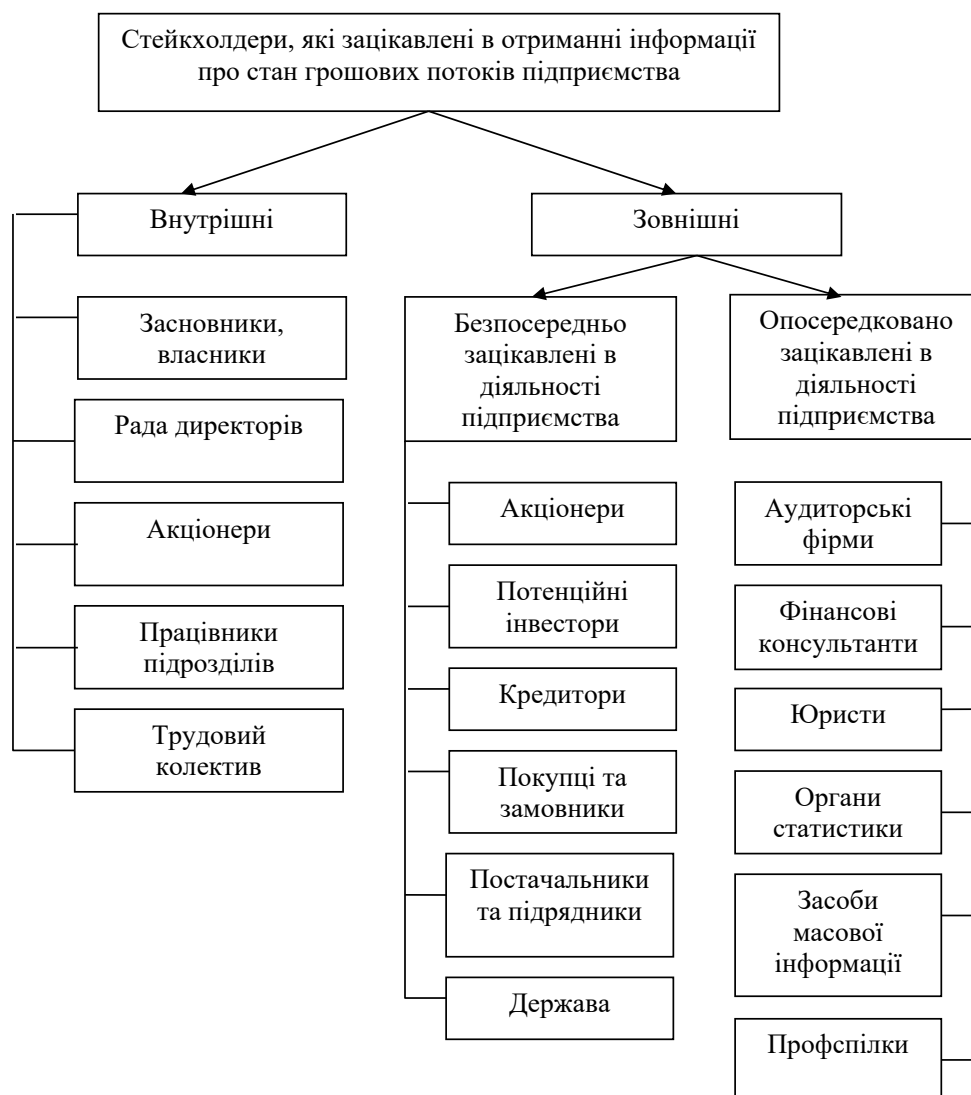 Стейкхолдери, які зацікавлені в отриманні інформації
про стан грошових потоків підприємства
Внутрішні
Зовнішні
Засновники,
власники
Рада директорів
Акціонери
Працівники
підрозділів
Трудовий
колектив
Безпосередньо
зацікавлені в
діяльності
підприємства
Акціонери
Потенційні
інвестори
Кредитори
Покупці та
замовники
Постачальники
та підрядники
Держава
Опосередковано
зацікавлені в
діяльності
підприємства
Аудиторські
фірми
Фінансові
консультанти
Юристи
Органи
статистики
Засоби
масової
інформації
Профспілки